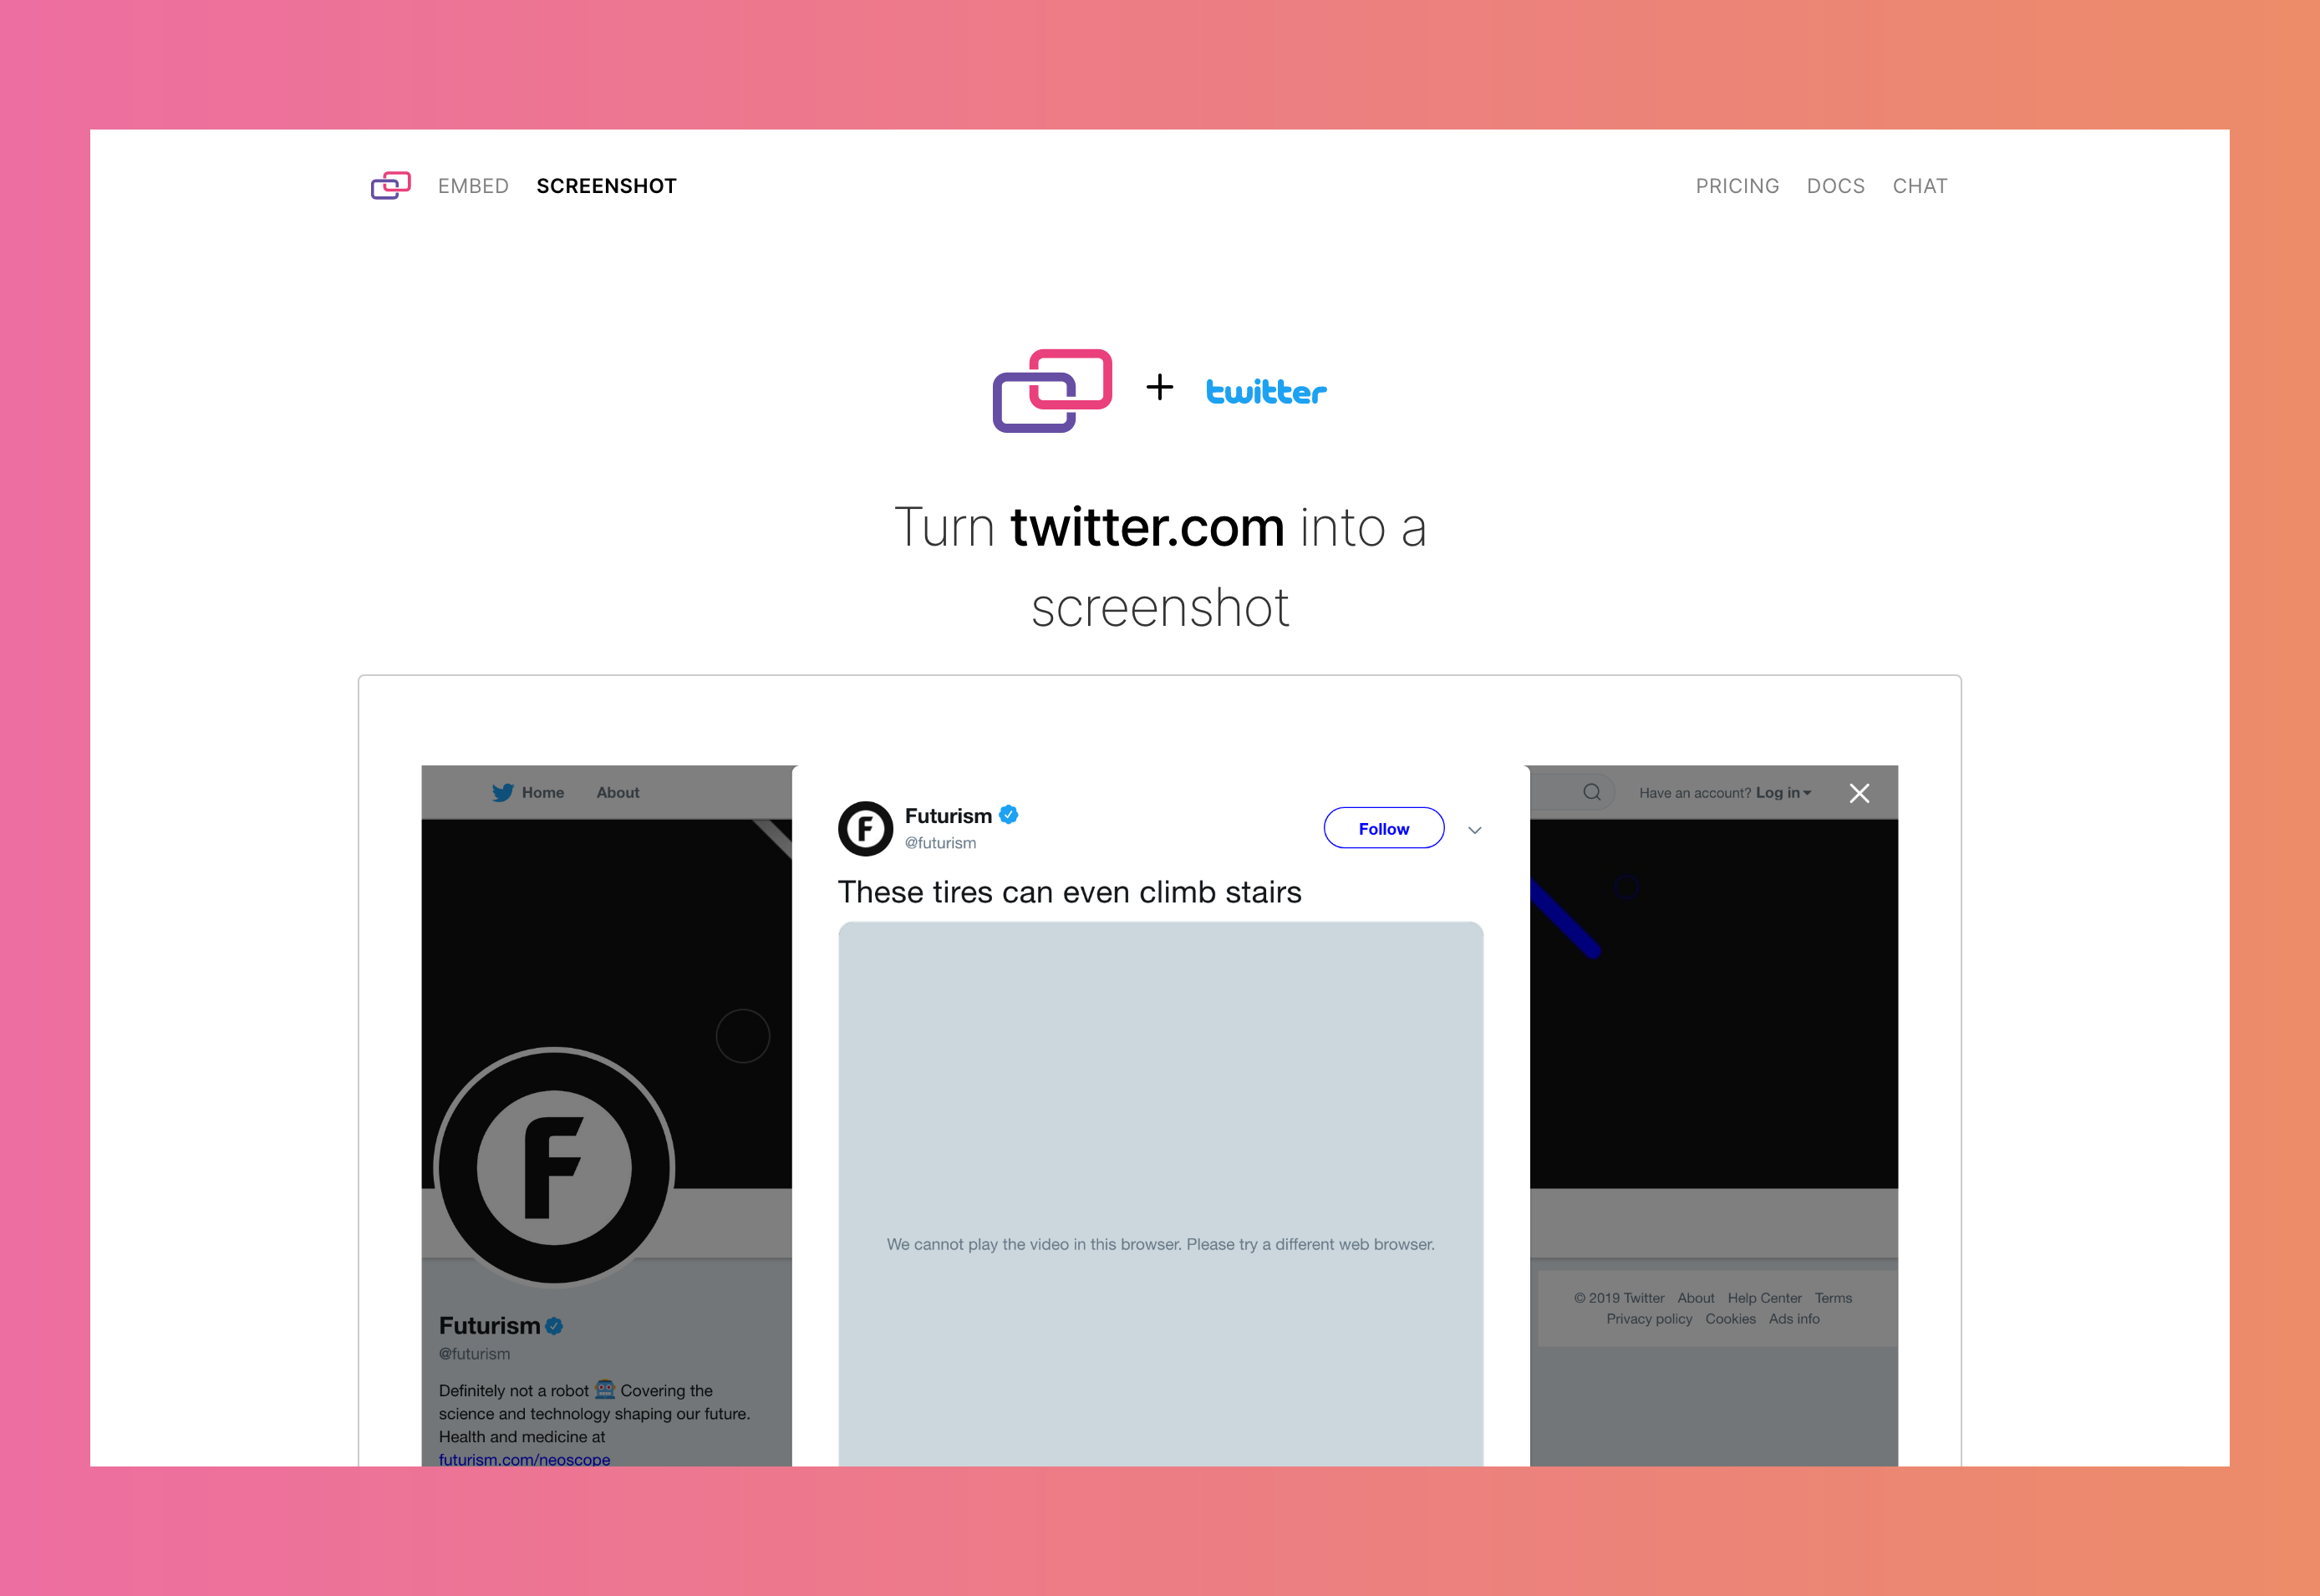 EMBED SCREENSHOT PRICING DOCS CHAT
+ twitter
Turn twitter.com into a
screenshot
Home About Have an account? Log in
Futurism
@futurism
Follow
These tires can even climb stairs
We cannot play the video in this browser. Please try a different web browser.
F
Futurism
@futurism
Definitely not a robot 🤖 Covering the
science and technology shaping our future.
Health and medicine at
futurism.com/neoscope
© 2019 Twitter About Help Center Terms
Privacy policy Cookies Ads info